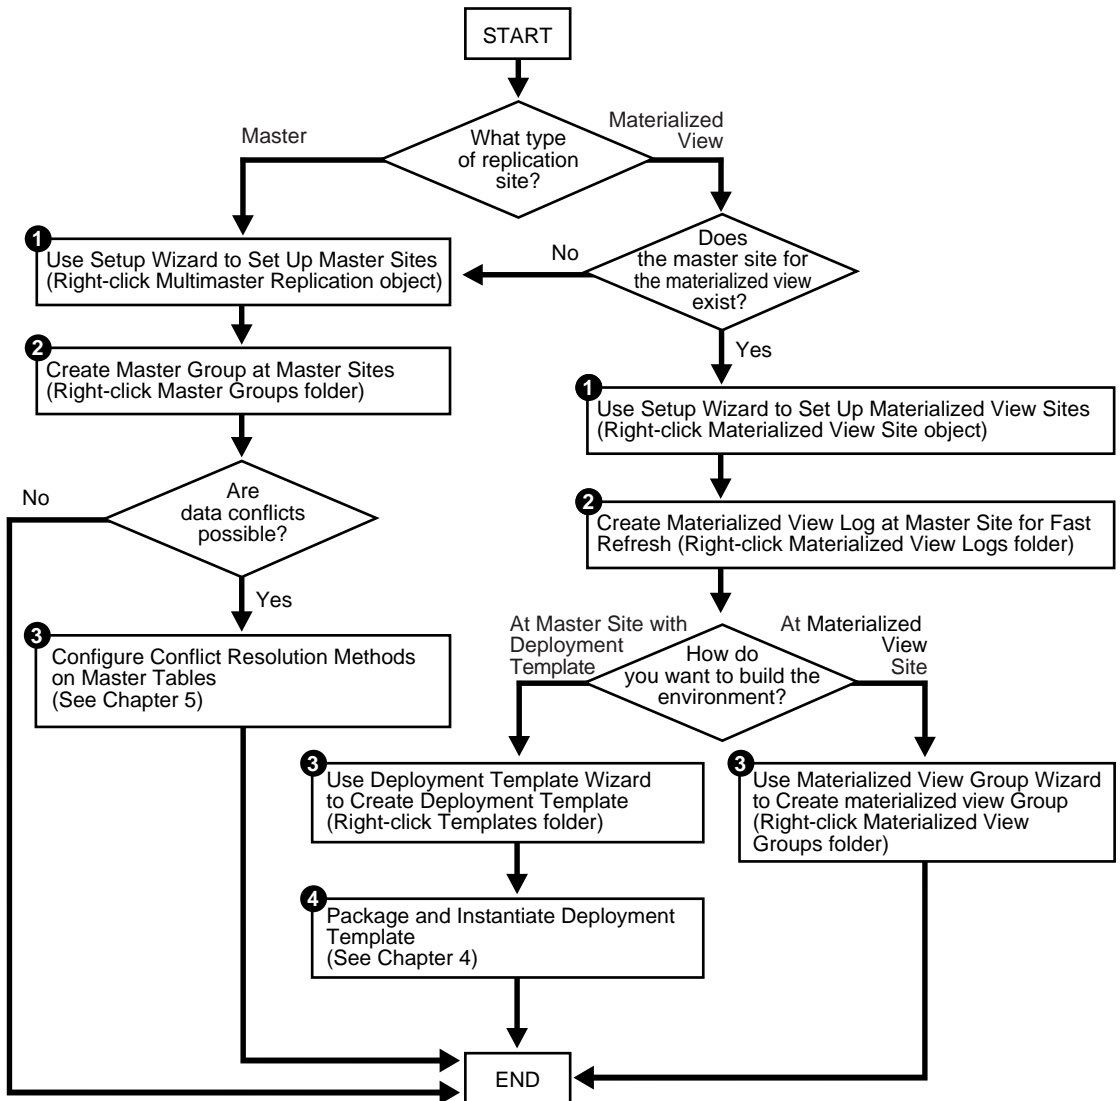 START
Master
Materialized
View
What type
of replication
site?
1
Use Setup Wizard to Set Up Master Sites
(Right-click Multimaster Replication object)
No
Does
the master site for
the materialized view
exist?
Yes
2
Create Master Group at Master Sites
(Right-click Master Groups folder)
1
Use Setup Wizard to Set Up Materialized View Sites
(Right-click Materialized View Site object)
No
Are
data conflicts
possible?
Yes
2
Create Materialized View Log at Master Site for Fast
Refresh (Right-click Materialized View Logs folder)
3
Configure Conflict Resolution Methods
on Master Tables
(See Chapter 5)
At Master Site with
Deployment
Template
How do
you want to build the
environment?
At Materialized
View
Site
3
Use Deployment Template Wizard
to Create Deployment Template
(Right-click Templates folder)
3
Use Materialized View Group Wizard
to Create materialized view Group
(Right-click Materialized View
Groups folder)
4
Package and Instantiate Deployment
Template
(See Chapter 4)
END